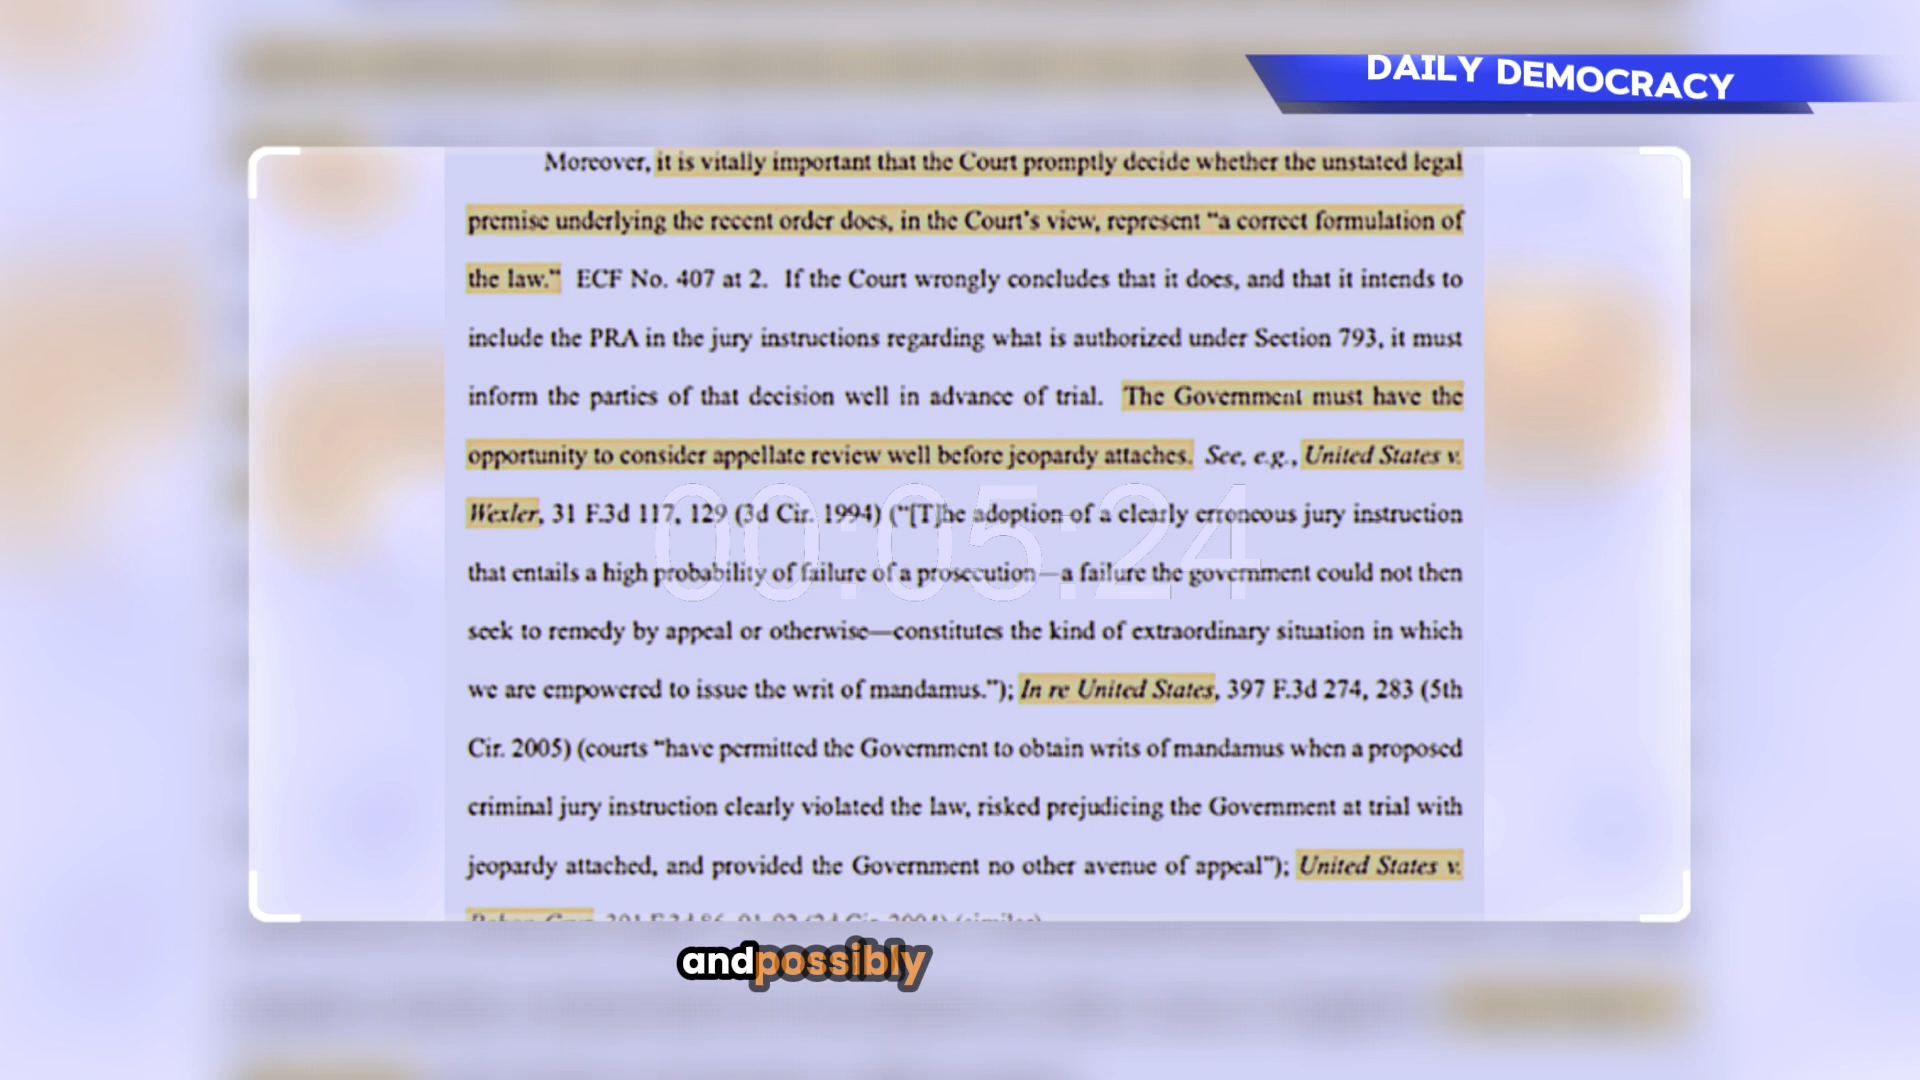 DAILY DEMOCRACY
Moreover, it is vitally important that the Court promptly decide whether the unstated legal
premise underlying the recent order does, in the Court's view, represent “a correct formulation of
the law.” ECF No. 407 at 2. If the Court wrongly concludes that it does, and that it intends to
include the PRA in the jury instructions regarding what is authorized under Section 793, it must
inform the parties of that decision well in advance of trial. The Government must have the
opportunity to consider appellate review well before jeopardy attaches. See, e.g., United States v.
Wexler, 31 F.3d 117, 129 (3d Cir. 1994) (“[T]he adoption of a clearly erroneous jury instruction
00:05:24
that entails a high probability of failure of a prosecution—a failure the government could not then
seek to remedy by appeal or otherwise—constitutes the kind of extraordinary situation in which
we are empowered to issue the writ of mandamus.”); In re United States, 397 F.3d 274, 283 (5th
Cir. 2005) (courts “have permitted the Government to obtain writs of mandamus when a proposed
criminal jury instruction clearly violated the law, risked prejudicing the Government at trial with
jeopardy attached, and provided the Government no other avenue of appeal”); United States v.
andpossibly